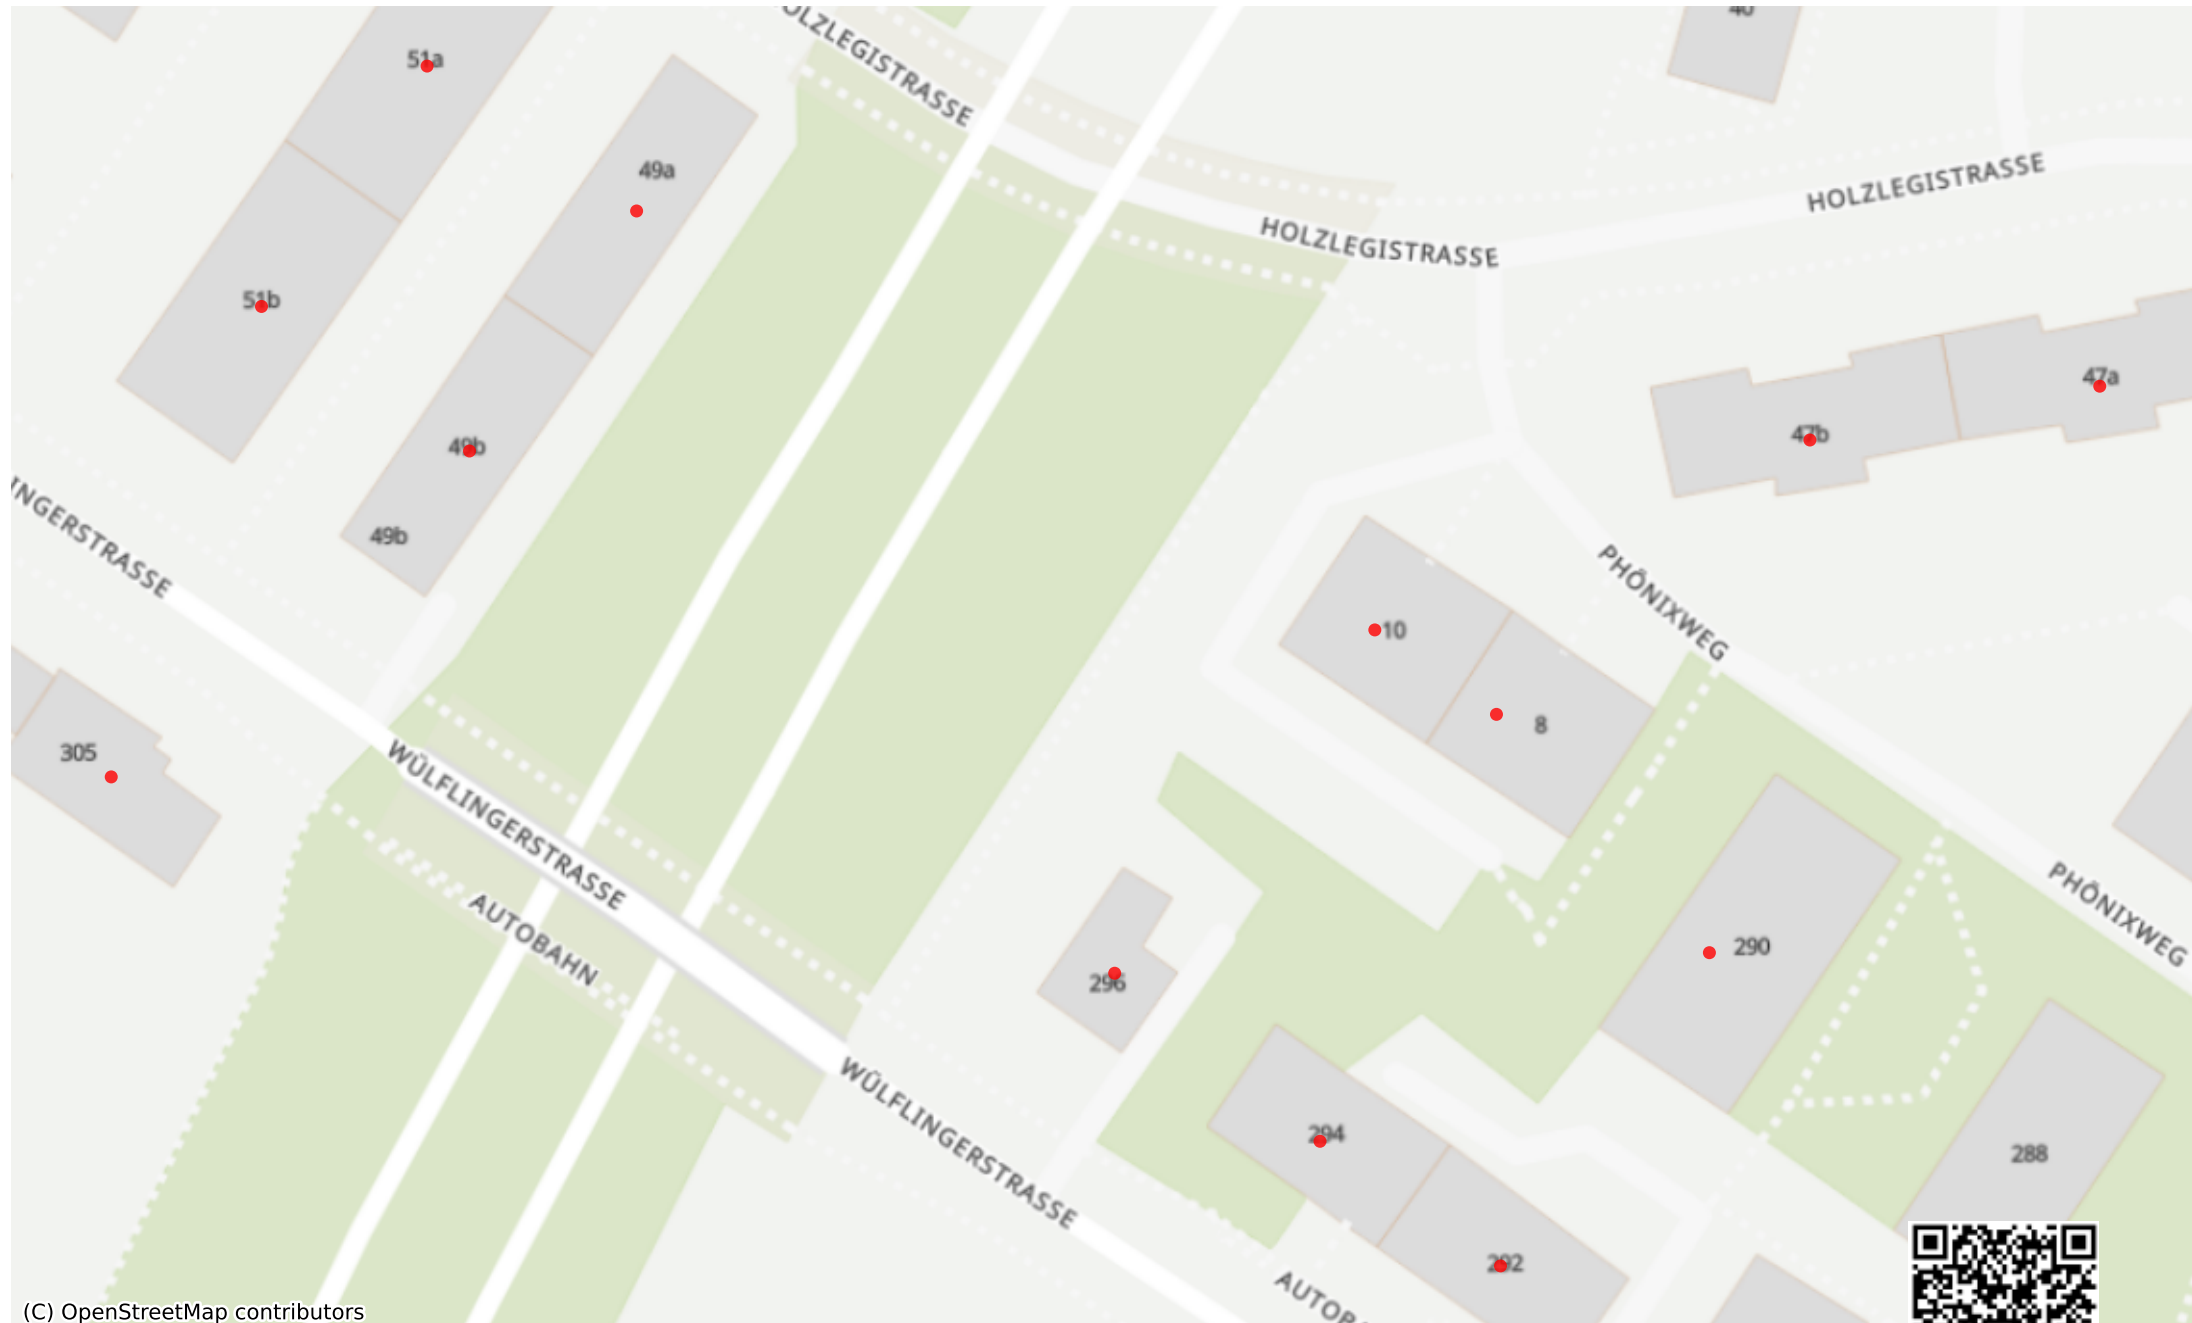 HOLZLEGISTRASSE
51a
49a
HOLZLEGISTRASSE
HOLZLEGISTRASSE
51b
47a
47b
49b
49b
INGERSTRASSE
PHÖNIXWEG
10
8
305
WÜLFLINGERSTRASSE
AUTOBAHN
PHÖNIXWEG
290
296
294
288
WÜLFLINGERSTRASSE
292
(C) OpenStreetMap contributors